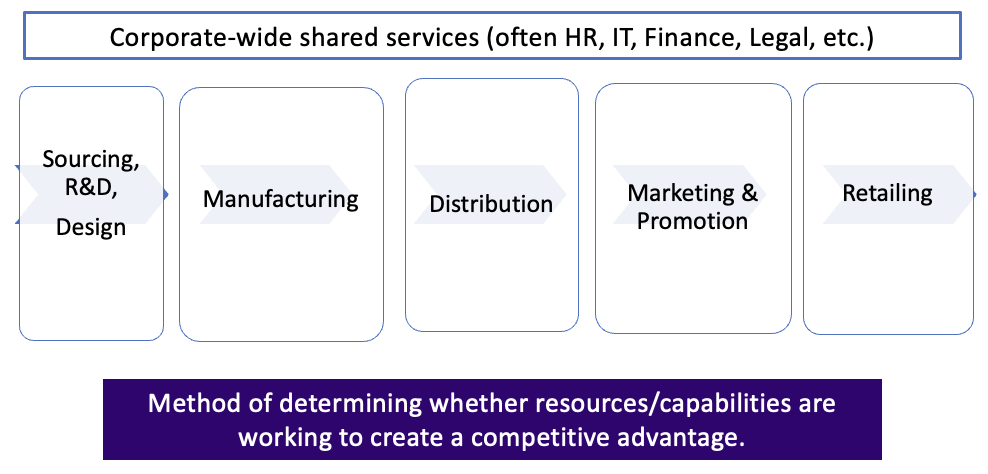 Corporate-wide shared services (often HR, IT, Finance, Legal, etc.)
Sourcing,
R&D,
Design
Manufacturing
Distribution
Marketing &
Promotion
Retailing
Method of determining whether resources/capabilities are
working to create a competitive advantage.